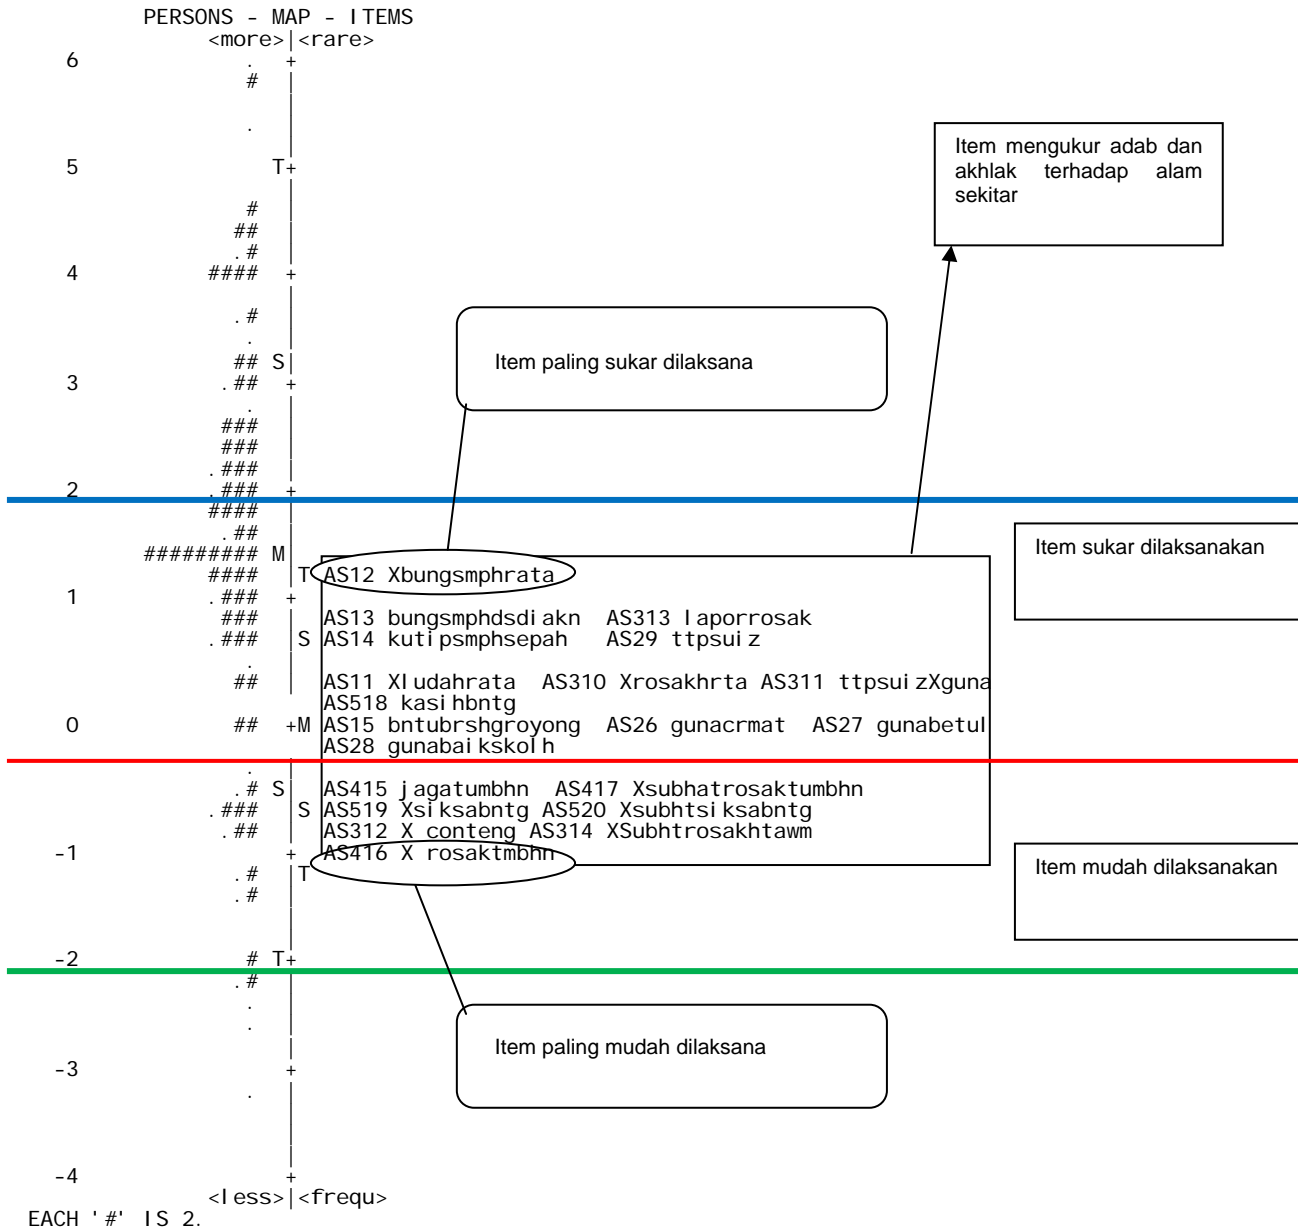 PERSONS - MAP - ITEMS
<more>|<rare>
6 . +
# |
. |
5 T+
# |
## |
.# |
4 #### +
.# |
. |
## S|
3 .## +
. |
### |
### |
.### |
2 .### +
#### |
.## |
######### M|
#### |T AS12 Xbungsmphrata
1 .### +
### | AS13 bungsmphdsdiakn AS313 laporrosak
.### |S AS14 kutipsmphsepah AS29 ttpsuiz
. |
## | AS11 Xludahrata AS310 Xrosakhrta AS311 ttpsuizXguna
AS518 kasihbntg
0 ## +M AS15 bntubrshgroyong AS26 gunacrmat AS27 gunabetul
AS28 gunabaikskolh
. |
.# S| AS415 jagatumbhn AS417 Xsubhatrosaktumbhn
.### |S AS519 Xsiksabntg AS520 Xsubhtsiksabntg
.## | AS312 X conteng AS314 XSubhtrosakhtawm
-1 + AS416 X rosaktmbhn
.# |T
.# |
-2 # T+
.# |
. |
. |
-3 +
. |
-4 +
<less>|<frequ>
EACH '#' IS 2.
Item mengukur adab dan
akhlak terhadap alam
sekitar
Item paling sukar dilaksana
Item sukar dilaksanakan
Item mudah dilaksanakan
Item paling mudah dilaksana